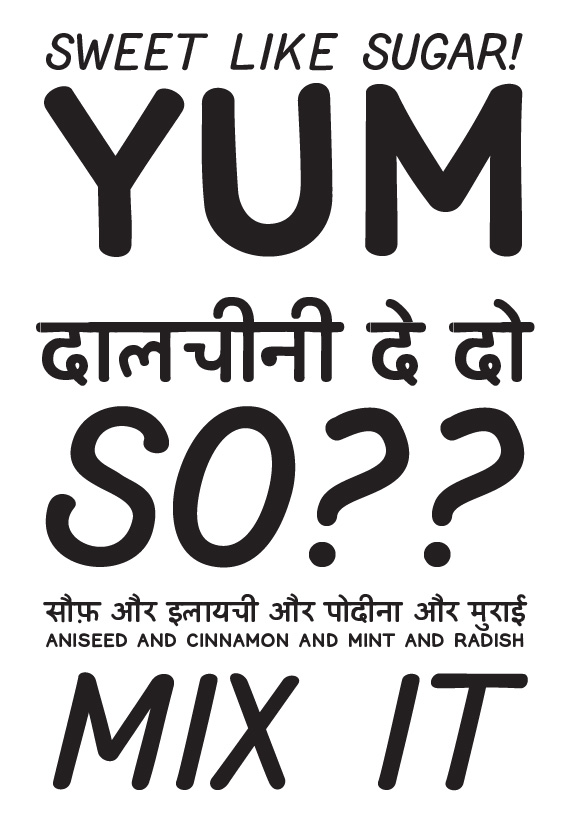 SWEET LIKE SUGAR!
YUM
दालचीनी दे दो
SO??
सौफ़ और इलायची और पोदीना और मुराई
ANISEED AND CINNAMON AND MINT AND RADISH
MIX IT